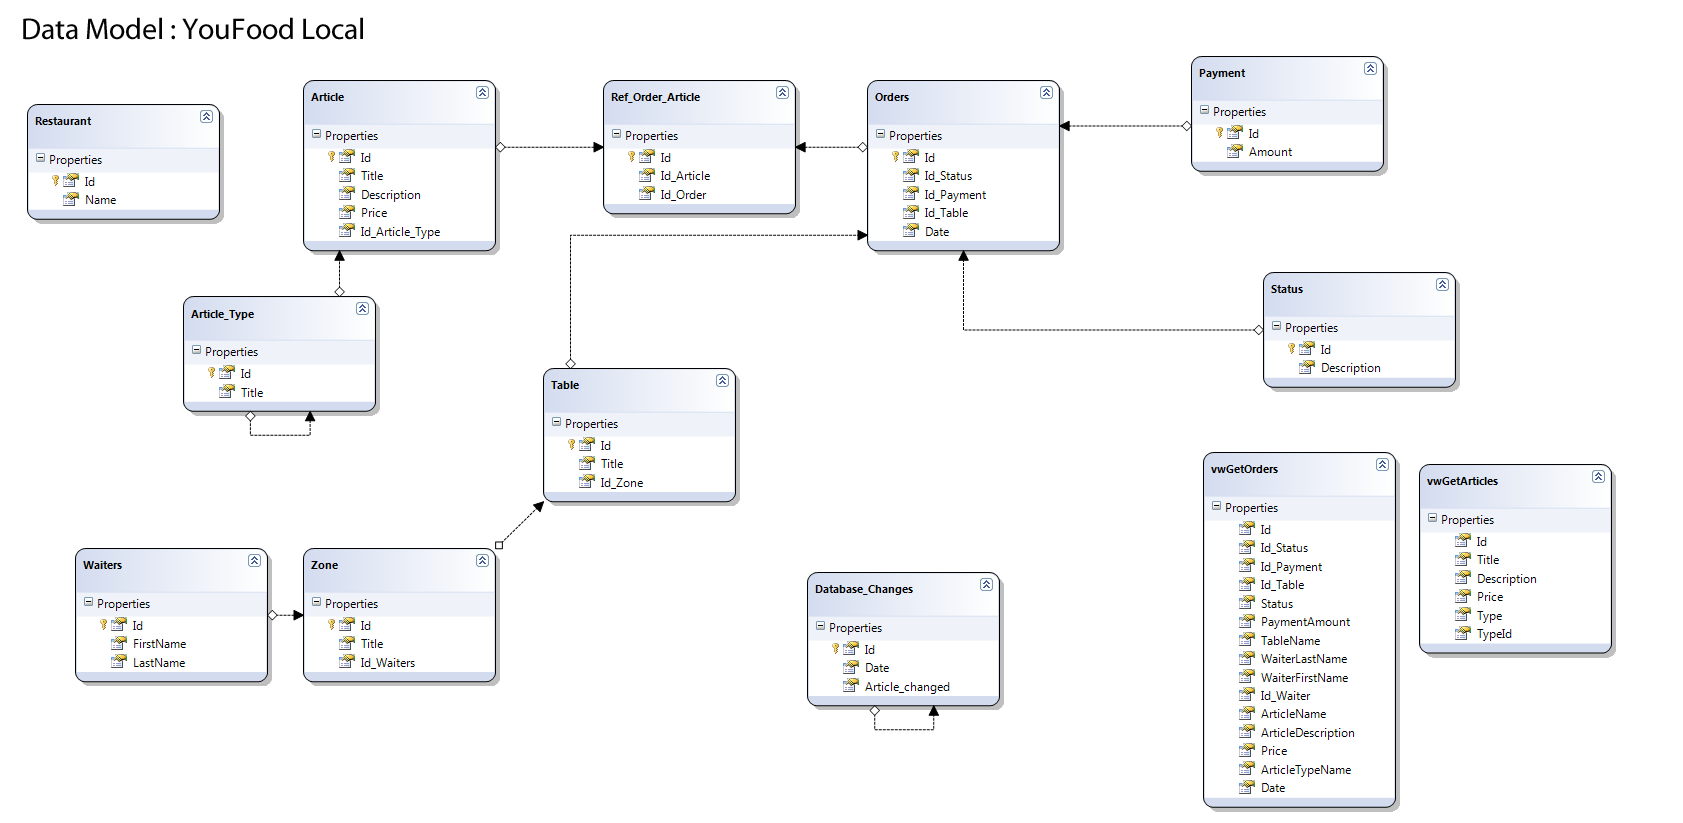 Data Model : YouFood Local
Restaurant
Properties
Id
Name
Article
Properties
Id
Title
Description
Price
Id_Article_Type
Ref_Order_Article
Properties
Id
Id_Article
Id_Order
Orders
Properties
Id
Id_Status
Id_Payment
Id_Table
Date
Payment
Properties
Id
Amount
Article_Type
Properties
Id
Title
Status
Properties
Id
Description
Table
Properties
Id
Title
Id_Zone
Waiters
Properties
Id
FirstName
LastName
Zone
Properties
Id
Title
Id_Waiters
Database_Changes
Properties
Id
Date
Article_changed
vwGetOrders
Properties
Id
Id_Status
Id_Payment
Id_Table
Status
PaymentAmount
TableName
WaiterLastName
WaiterFirstName
Id_Waiter
ArticleName
ArticleDescription
Price
ArticleTypeName
Date
vwGetArticles
Properties
Id
Title
Description
Price
Type
TypeId